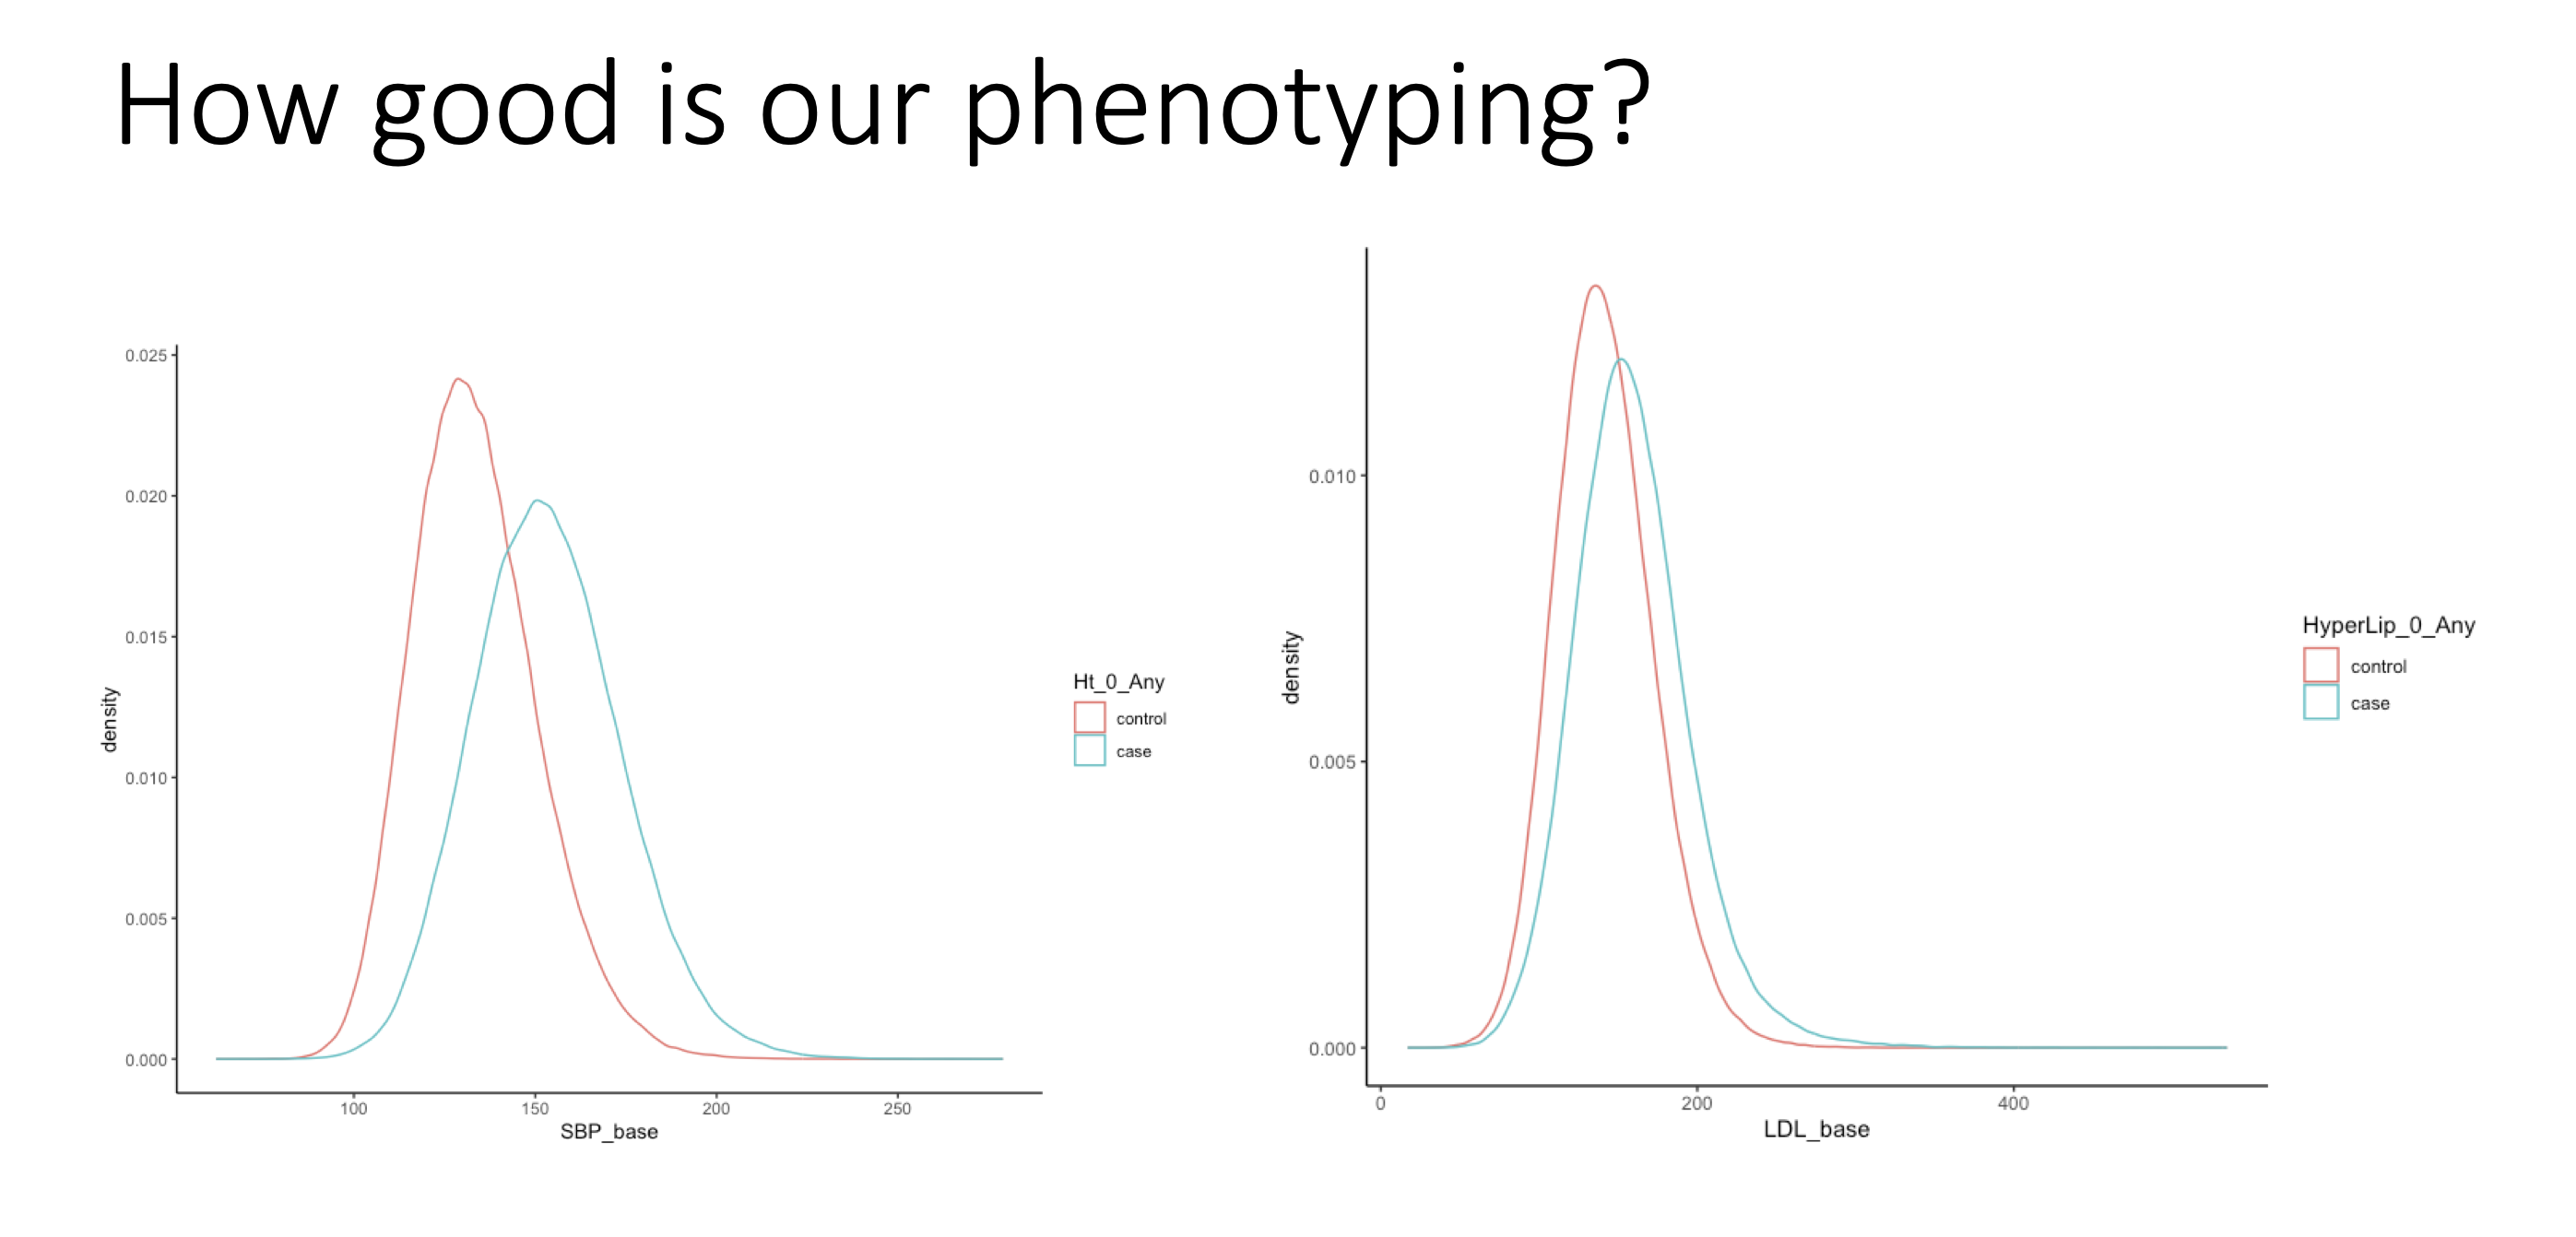 How good is our phenotyping?
0.025
0.020
0.015
0.010
0.005
0.000
density
100
150
200
250
SBP_base
Ht_0_Any
control
case
0.010
0.005
0.000
density
0
200
400
LDL_base
HyperLip_0_Any
control
case